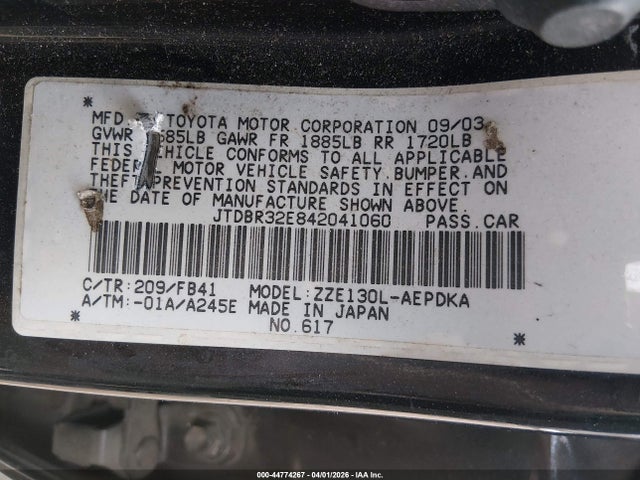 MFD. TOYOTA MOTOR CORPORATION 09/03
GVWR 685LB GAWR FR 1885LB RR 1720LB
THIS VEHICLE CONFORMS TO ALL APPLICABLE
FEDERAL MOTOR VEHICLE SAFETY, BUMPER, AND
THEFT PREVENTION STANDARDS IN EFFECT ON
THE DATE OF MANUFACTURE SHOWN ABOVE.
JTDBR32E842041060 PASS. CAR
C/TR: 209/FB41 MODEL: ZZE130L-AEPDKA
A/TM: -01A/A245E MADE IN JAPAN
NO. 617
000-44774267 - 04/01/2026 - IAA Inc.